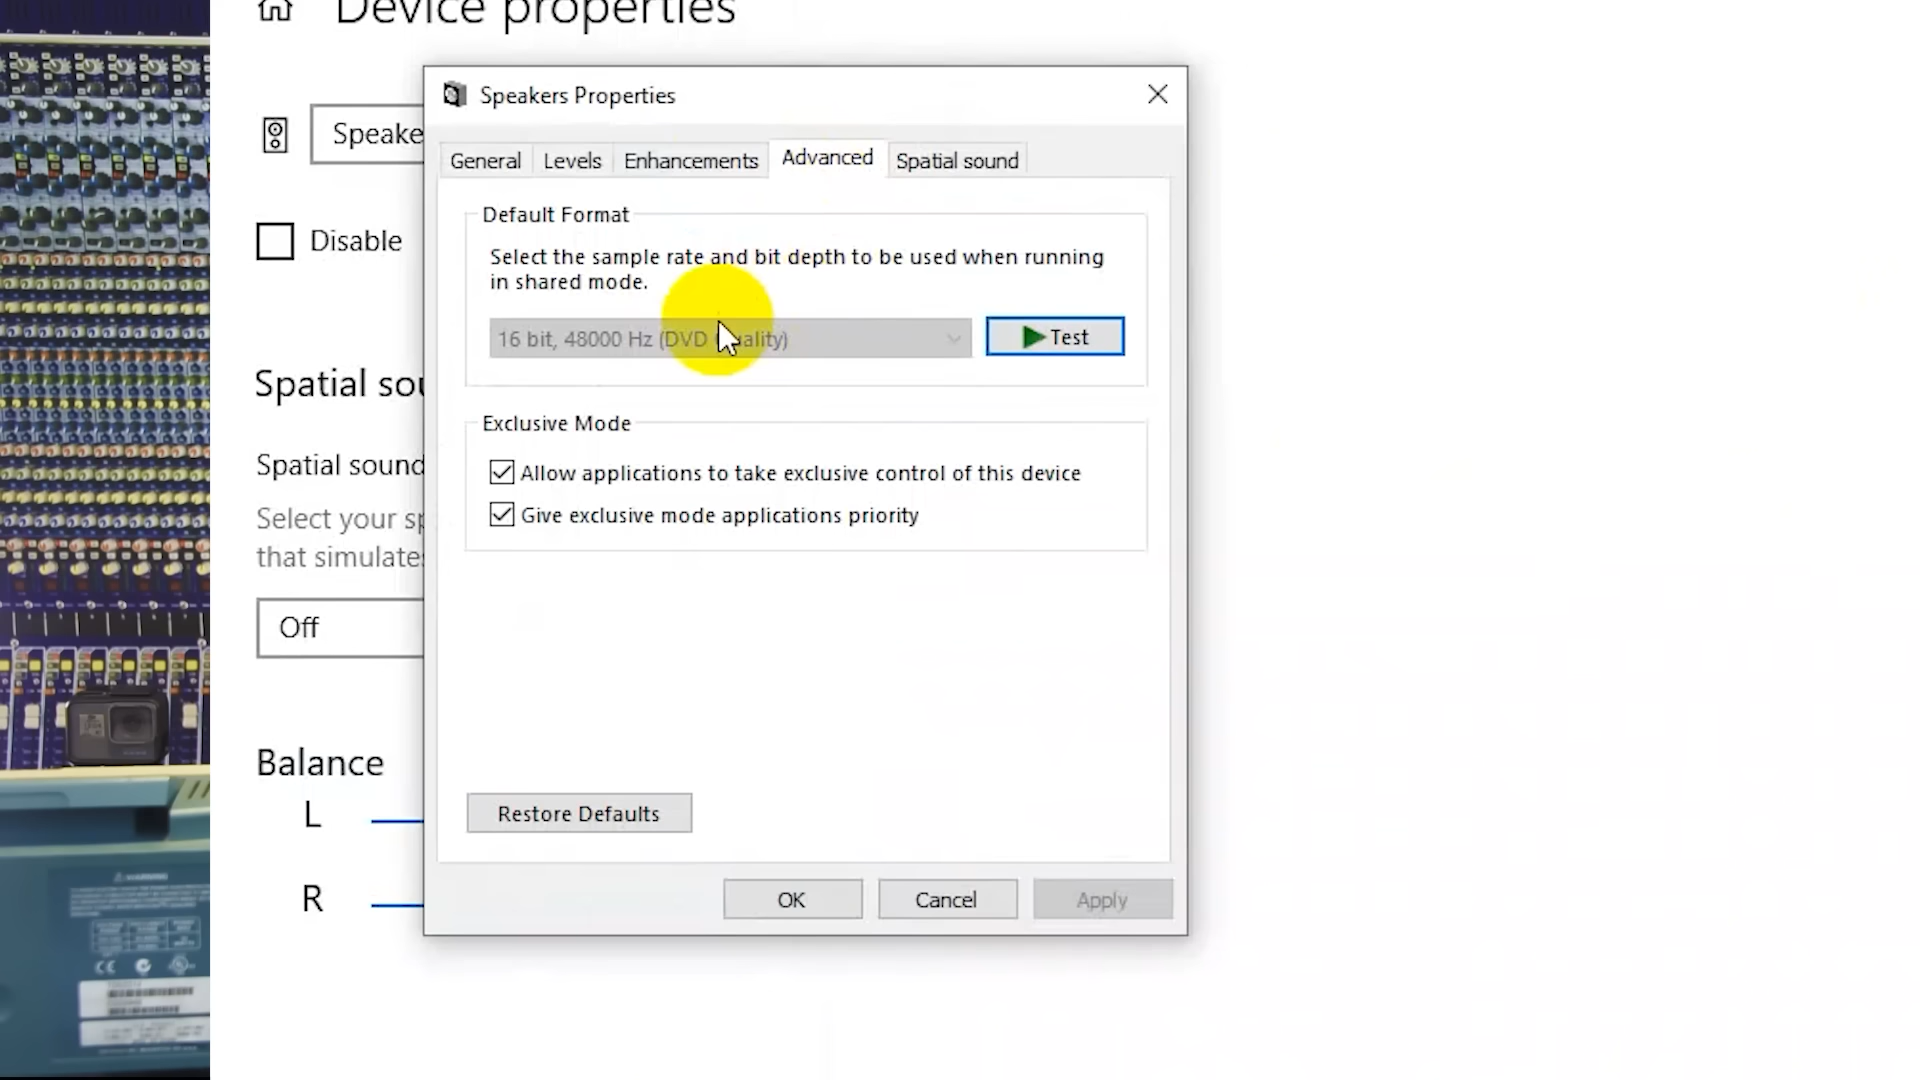 Device properties
Speakers Properties
Speake
General
Levels
Enhancements
Advanced
Spatial sound
Disable
Default Format
Select the sample rate and bit depth to be used when running
in shared mode.
16 bit, 48000 Hz (DVD Quality)
Test
Spatial sou
Exclusive Mode
Spatial sound
Allow applications to take exclusive control of this device
Select your sp
Give exclusive mode applications priority
that simulates
Off
Balance
L
Restore Defaults
R
OK
Cancel
Apply
WARNING